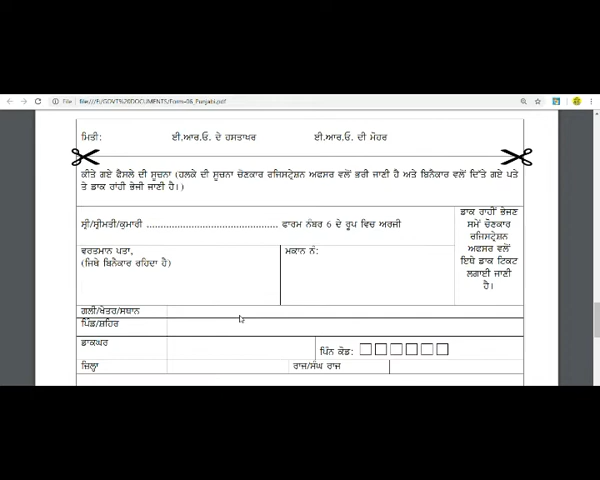 File | file:///F:/GOVT%20DOCUMENTS/Form-06_Punjabi.pdf
ਮਿਤੀ: ਈ.ਆਰ.ਓ. ਦੇ ਹਸਤਾਖਰ ਈ.ਆਰ.ਓ. ਦੀ ਮੋਹਰ
ਕੀਤੇ ਗਏ ਫੈਸਲੇ ਦੀ ਸੂਚਨਾ (ਹਲਕੇ ਦੀ ਸੂਚਨਾ ਚੋਣਕਾਰ ਰਜਿਸਟ੍ਰੇਸ਼ਨ ਅਫਸਰ ਵਲੋਂ ਭਰੀ ਜਾਣੀ ਹੈ ਅਤੇ ਬਿਨੈਕਾਰ ਵਲੋਂ ਦਿੱਤੇ ਗਏ ਪਤੇ
ਤੇ ਡਾਕ ਰਾਂਹੀ ਭੇਜੀ ਜਾਣੀ ਹੈ।)
ਸ਼੍ਰੀ/ਸ਼੍ਰੀਮਤੀ/ਕੁਮਾਰੀ ................................................ ਫਾਰਮ ਨੰਬਰ 6 ਦੇ ਰੂਪ ਵਿਚ ਅਰਜੀ
ਡਾਕ ਰਾਹੀਂ ਭੇਜਣ
ਸਮੇਂ ਚੋਣਕਾਰ
ਰਜਿਸਟ੍ਰੇਸ਼ਨ
ਅਫਸਰ ਵਲੋਂ
ਇਥੇ ਡਾਕ ਟਿਕਟ
ਲਗਾਈ ਜਾਣੀ
ਹੈ।
ਵਰਤਮਾਨ ਪਤਾ,
(ਜਿਥੇ ਬਿਨੈਕਾਰ ਰਹਿਦਾ ਹੈ)
ਮਕਾਨ ਨੰ:
ਗਲੀ/ਖੇਤਰ/ਸਥਾਨ
ਪਿੰਡ/ਸ਼ਹਿਰ
ਡਾਕਘਰ ਪਿੰਨ ਕੋਡ:
ਜ਼ਿਲ੍ਹਾ ਰਾਜ/ਸੰਘ ਰਾਜ